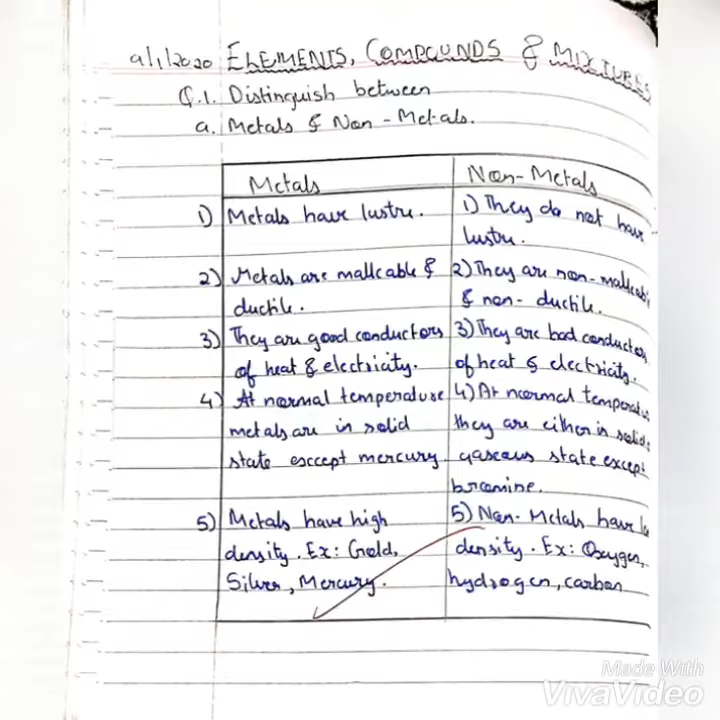 9/1/2020 ELEMENTS, COMPOUNDS & MIXTURES
Q.1. Distinguish between
a. Metals & Non-Metals.
Metals
Non-Metals
1) Metals have lustre.
1) They do not have
lustre.
2) Metals are malleable &
ductile.
2) They are non-malleab
& non-ductile.
3) They are good conductors
of heat & electricity.
3) They are bad conductors
of heat & electricity.
4) At normal temperature
metals are in solid
state except mercury.
4) At normal temperatu
they are either in solid
gaseous state except
bromine.
5) Metals have high
density. Ex: Gold,
Silver, Mercury.
5) Non-Metals have
density. Ex: Oxygen,
hydrogen, carbon
Made With
VivaVideo